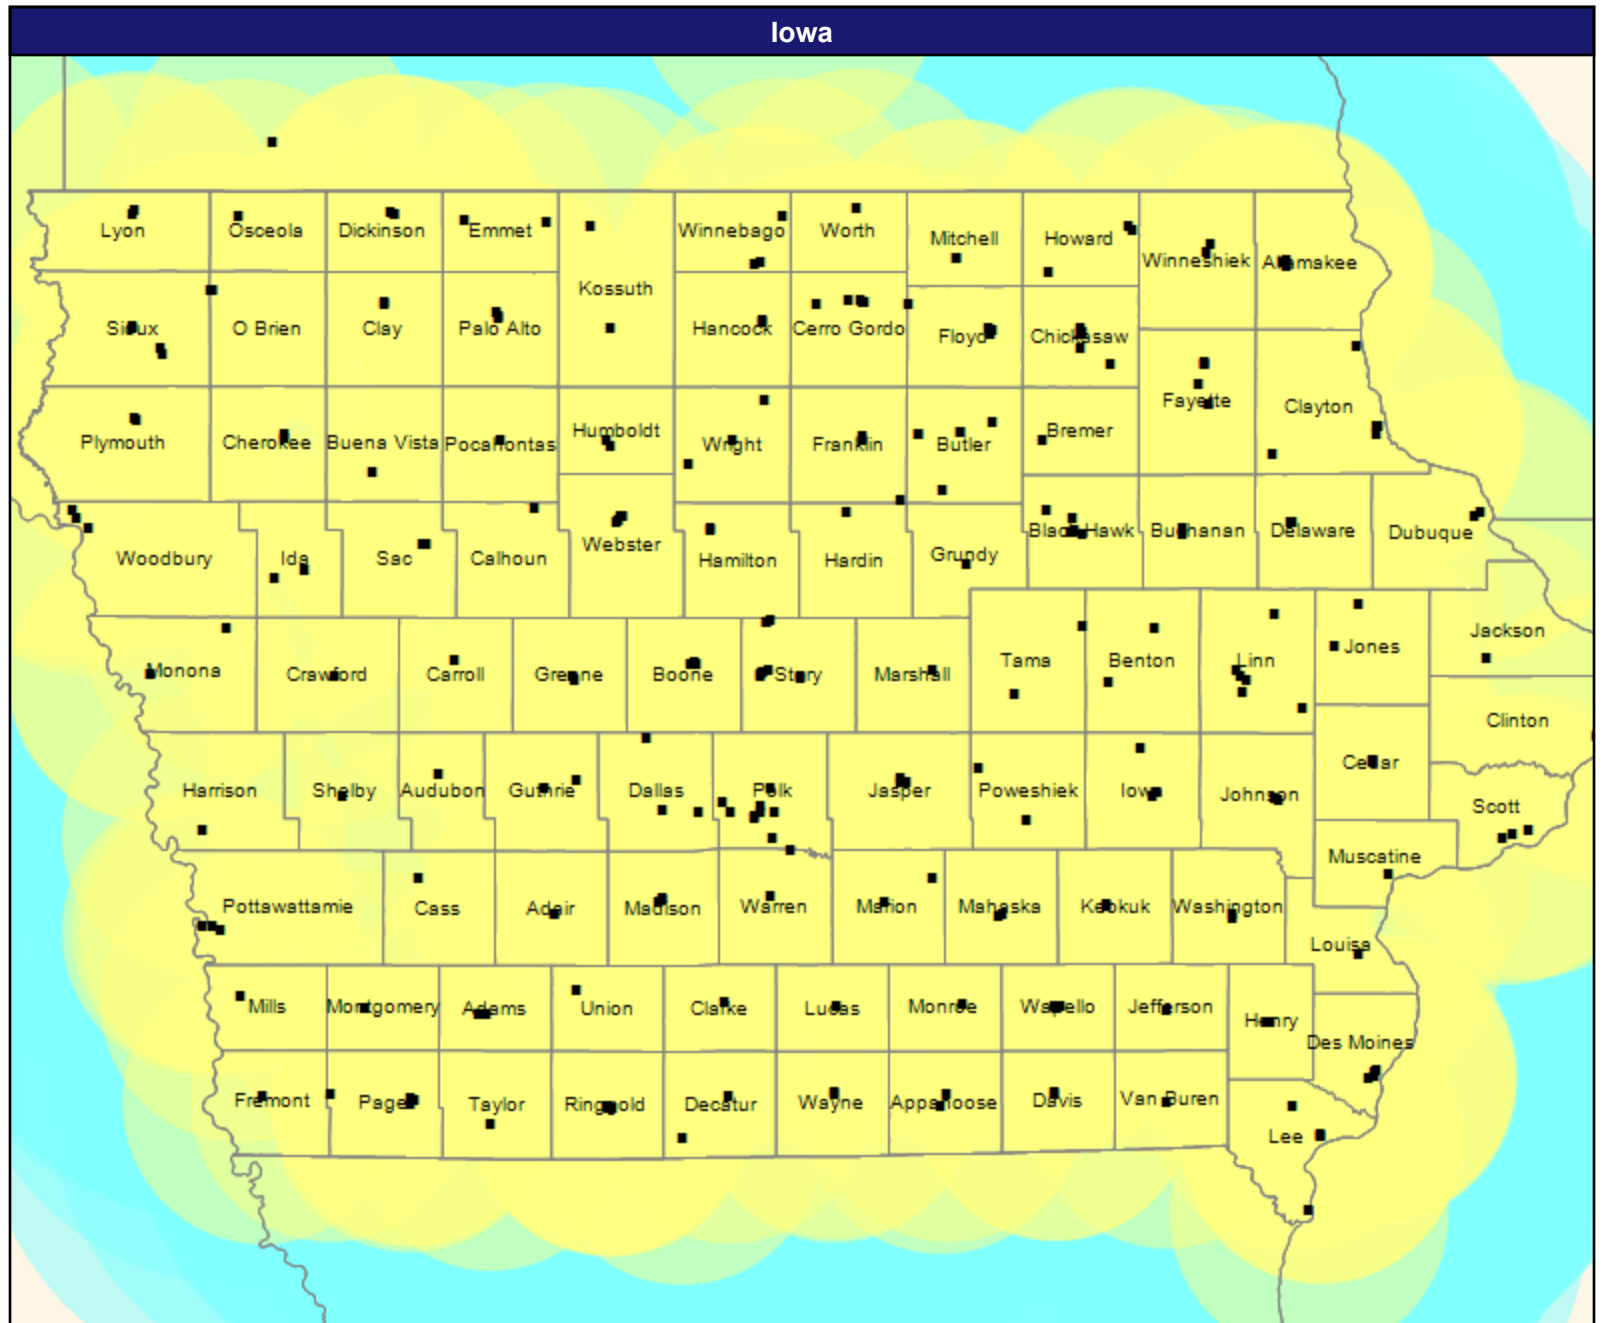 Iowa
Lyon
Osceola
Dickinson
Emmet
Winnebago
Worth
Mitchell
Howard
Winneshiek
Allamakee
Kossuth
Sioux
O Brien
Clay
Palo Alto
Hancock
Cerro Gordo
Floyd
Chickasaw
Fayette
Clayton
Plymouth
Cherokee
Buena Vista
Pocahontas
Humboldt
Wright
Franklin
Butler
Bremer
Woodbury
Ida
Sac
Calhoun
Webster
Hamilton
Hardin
Grundy
Black Hawk
Buchanan
Delaware
Dubuque
Monona
Crawford
Carroll
Greene
Boone
Story
Marshall
Tama
Benton
Linn
Jones
Jackson
Clinton
Harrison
Shelby
Audubon
Guthrie
Dallas
Polk
Jasper
Poweshiek
Iowa
Johnson
Cedar
Scott
Muscatine
Pottawattamie
Cass
Adair
Madison
Warren
Marion
Mahaska
Keokuk
Washington
Louisa
Mills
Montgomery
Adams
Union
Clarke
Lucas
Monroe
Wapello
Jefferson
Henry
Des Moines
Fremont
Page
Taylor
Ringgold
Decatur
Wayne
Appanoose
Davis
Van Buren
Lee